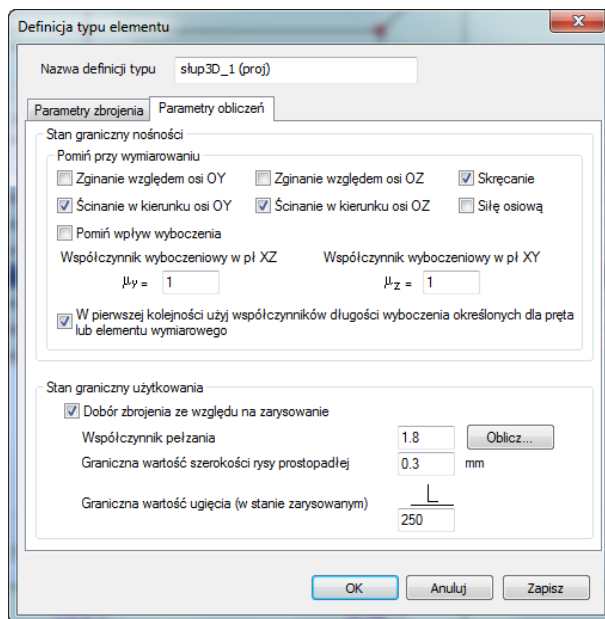 Definicja typu elementu
Nazwa definicji typu słup3D_1 (proj)
Parametry zbrojenia Parametry obliczeń
Stan graniczny nośności
Pomiń przy wymiarowaniu
Zginanie względem osi OY Zginanie względem osi OZ Skręcanie
Ścinanie w kierunku osi OY Ścinanie w kierunku osi OZ Siłę osiową
Pomiń wpływ wyboczenia
Współczynnik wyboczeniowy w pł XZ Współczynnik wyboczeniowy w pł XY
μy = 1 μz = 1
W pierwszej kolejności użyj współczynników długości wyboczenia określonych dla pręta
lub elementu wymiarowego
Stan graniczny użytkowania
Dobór zbrojenia ze względu na zarysowanie
Współczynnik pełzania 1.8 Oblicz...
Graniczna wartość szerokości rysy prostopadłej 0.3 mm
Graniczna wartość ugięcia (w stanie zarysowanym) L
250
OK Anuluj Zapisz